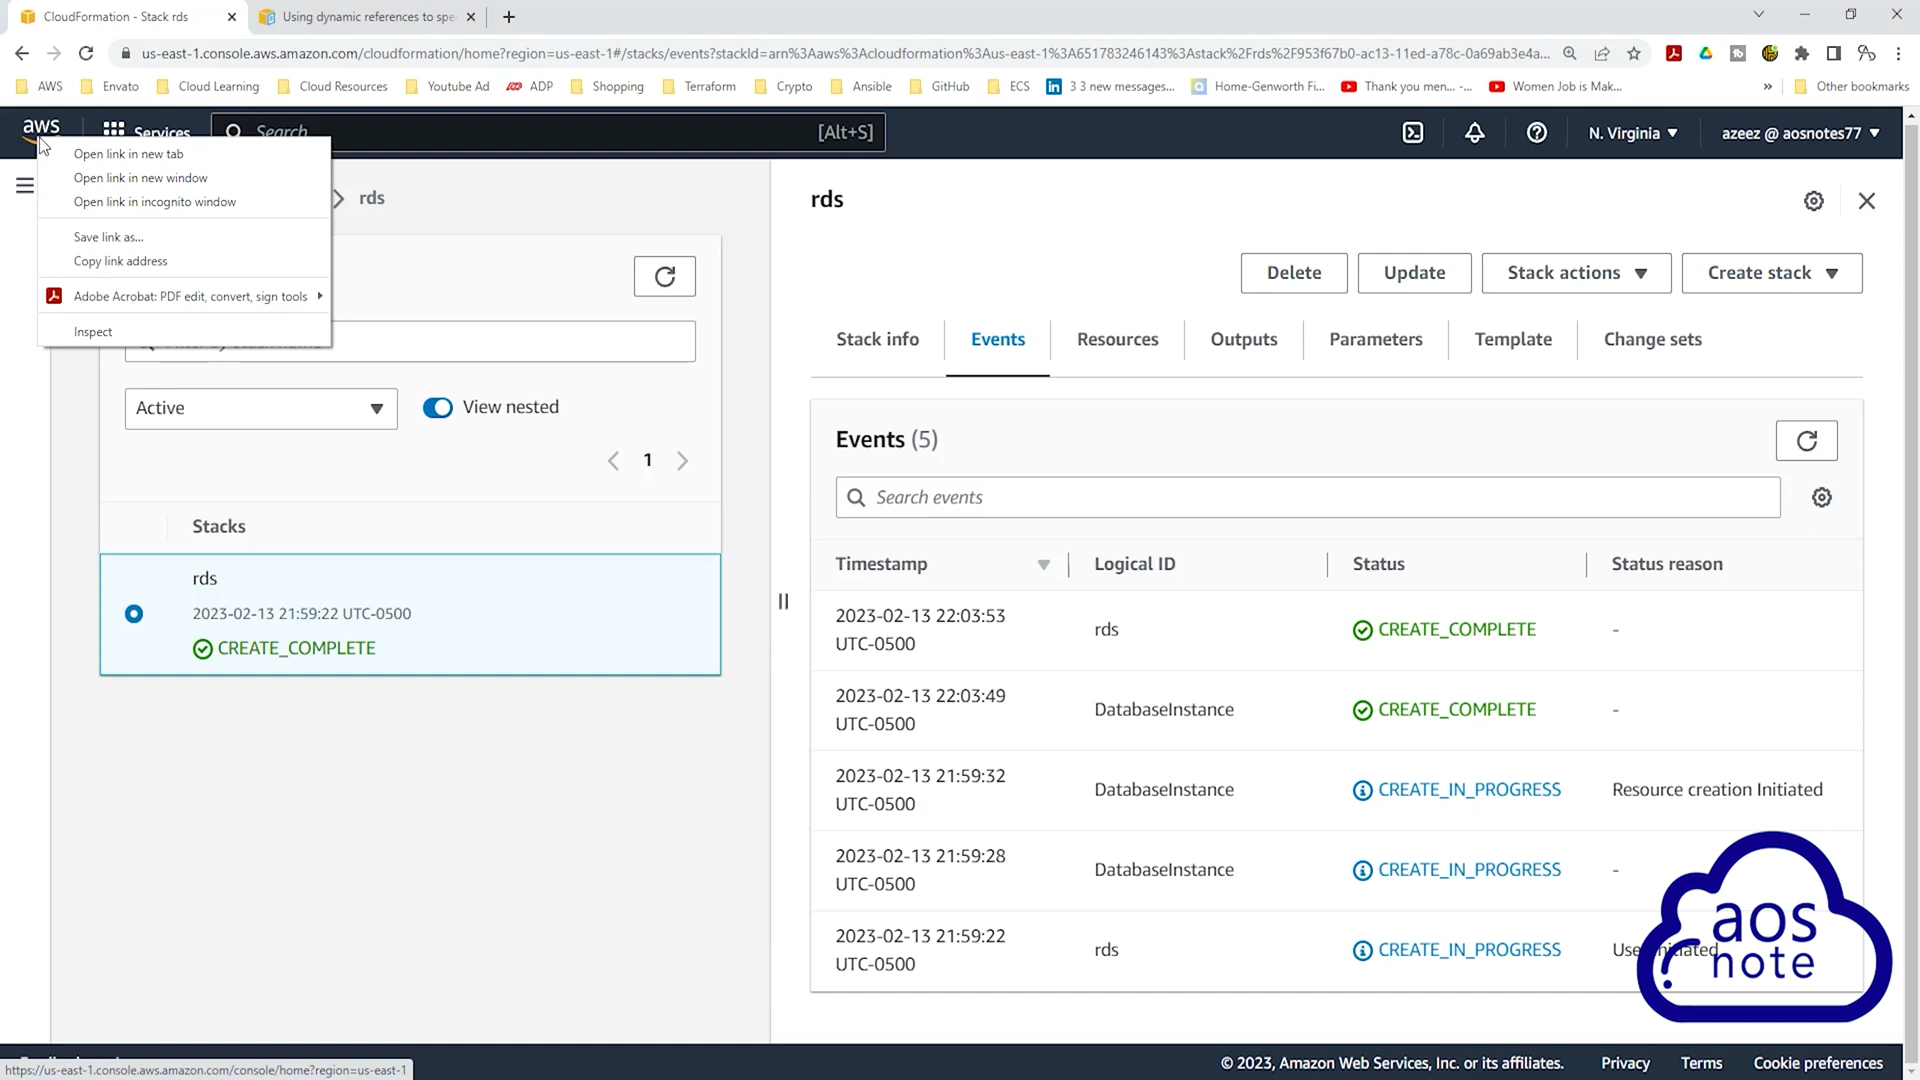 CloudFormation - Stack rds
Using dynamic references to spe
us-east-1.console.aws.amazon.com/cloudformation/home?region=us-east-1#/stacks/events?stackId=arn%3Aaws%3Acloudformation%3Aus-east-1%3A651783246143%3Astack%2Frds%2F953f67b0-ac13-11ed-a78c-0a69ab3e4a...
AWS
Envato
Cloud Learning
Cloud Resources
Youtube Ad
ADP
Shopping
Terraform
Crypto
Ansible
GitHub
ECS
3 3 new messages...
Home-Genworth Fi...
Thank you men... -...
Women Job is Mak...
»
Other bookmarks
aws
Services
Search
[Alt+S]
N. Virginia
azeez @ aosnotes77
Open link in new tab
Open link in new window
Open link in incognito window
Save link as...
Copy link address
Adobe Acrobat: PDF edit, convert, sign tools
Inspect
rds
Active
View nested
1
Stacks
rds
2023-02-13 21:59:22 UTC-0500
CREATE_COMPLETE
rds
Delete
Update
Stack actions
Create stack
Stack info
Events
Resources
Outputs
Parameters
Template
Change sets
Events (5)
Search events
Timestamp
Logical ID
Status
Status reason
2023-02-13 22:03:53
UTC-0500
rds
CREATE_COMPLETE
-
2023-02-13 22:03:49
UTC-0500
DatabaseInstance
CREATE_COMPLETE
-
2023-02-13 21:59:32
UTC-0500
DatabaseInstance
CREATE_IN_PROGRESS
Resource creation Initiated
2023-02-13 21:59:28
UTC-0500
DatabaseInstance
CREATE_IN_PROGRESS
-
2023-02-13 21:59:22
UTC-0500
rds
CREATE_IN_PROGRESS
aos
note
https://us-east-1.console.aws.amazon.com/console/home?region=us-east-1
© 2023, Amazon Web Services, Inc. or its affiliates.
Privacy
Terms
Cookie preferences